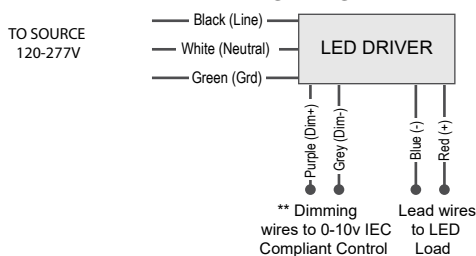 Black (Line)
TO SOURCE
120-277V
White (Neutral)
LED DRIVER
Green (Grd)
Purple (Dim+)
Grey (Dim-)
Blue (-)
Red (+)
** Dimming
wires to 0-10v IEC
Compliant Control
Lead wires
to LED
Load